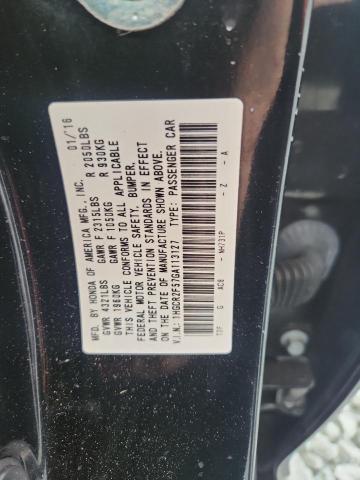 MFD. BY HONDA OF AMERICA MFG., INC. 01/16
GVWR 4321LBS GAWR F 2315LBS R 2050LBS
GVWR 1960KG GAWR F 1050KG R 930KG
THIS VEHICLE CONFORMS TO ALL APPLICABLE
FEDERAL MOTOR VEHICLE SAFETY, BUMPER,
AND THEFT PREVENTION STANDARDS IN EFFECT
ON THE DATE OF MANUFACTURE SHOWN ABOVE.
V.I.N.: 1HGCR2F57GA113127 TYPE: PASSENGER CAR
G AC8 - NH731P - Z - A